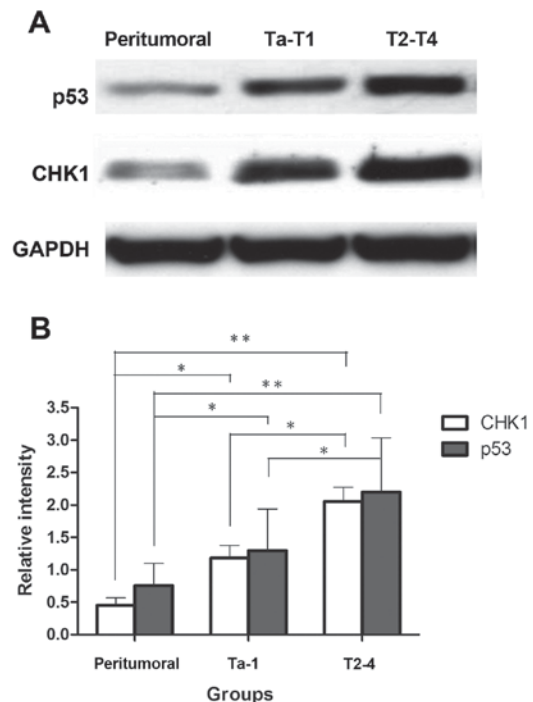 A
Peritumoral Ta-T1 T2-T4
p53
CHK1
GAPDH
B
**
*
**
*
*
*
3.5
3.0
2.5
2.0
1.5
1.0
0.5
0.0
Relative intensity
CHK1
p53
Peritumoral Ta-1 T2-4
Groups